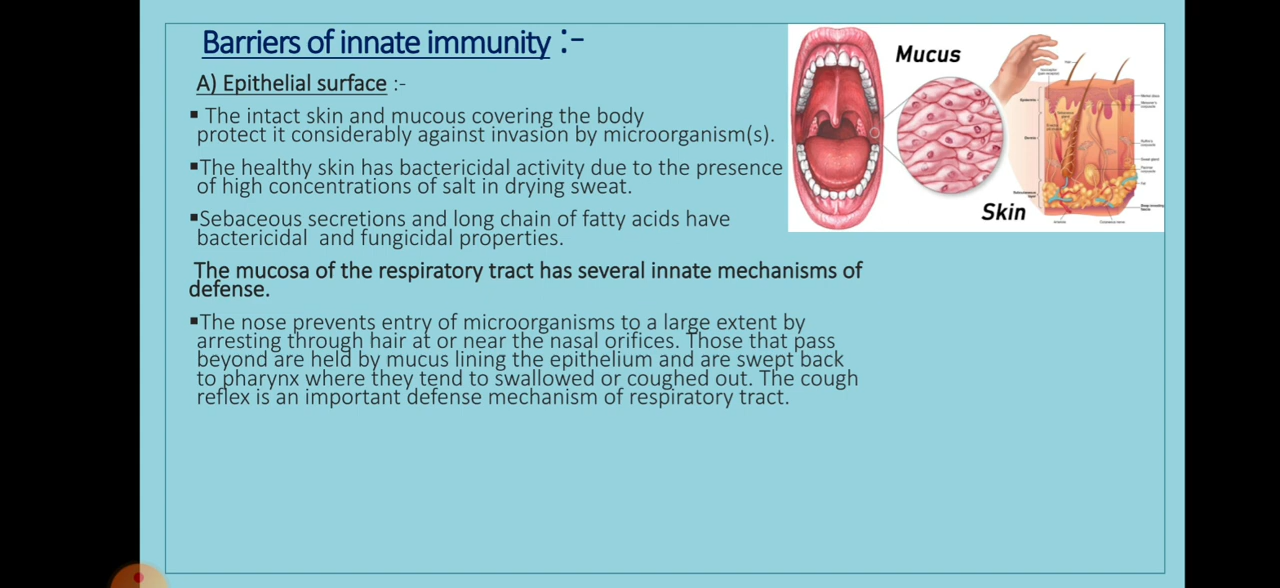 Barriers of innate immunity :-
A) Epithelial surface :-
▪ The intact skin and mucous covering the body
protect it considerably against invasion by microorganism(s).
▪The healthy skin has bactericidal activity due to the presence
of high concentrations of salt in drying sweat.
▪Sebaceous secretions and long chain of fatty acids have
bactericidal and fungicidal properties.
The mucosa of the respiratory tract has several innate mechanisms of
defense.
▪The nose prevents entry of microorganisms to a large extent by
arresting through hair at or near the nasal orifices. Those that pass
beyond are held by mucus lining the epithelium and are swept back
to pharynx where they tend to swallowed or coughed out. The cough
reflex is an important defense mechanism of respiratory tract.
Mucus
Skin